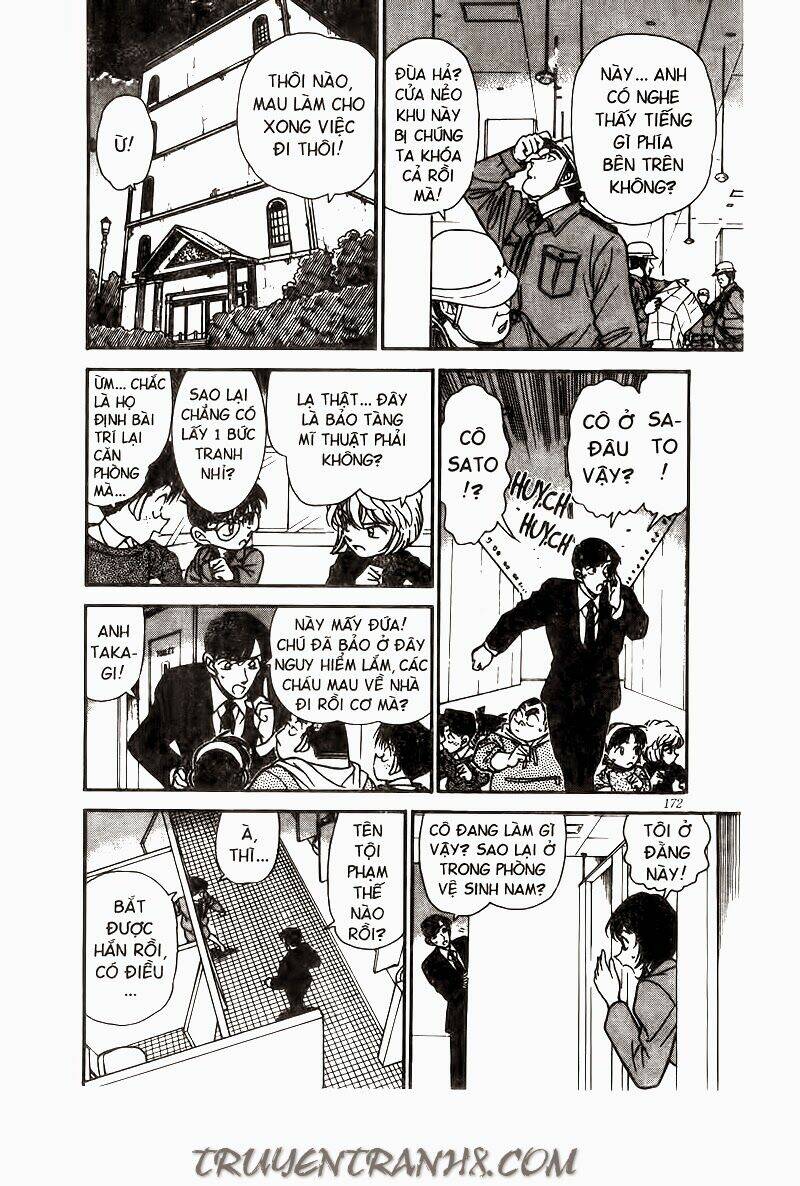 NÀY... ANH
CÓ NGHE
THẤY TIẾNG
GÌ PHÍA
BÊN TRÊN
KHÔNG?
ĐÙA HẢ?
CỬA NẺO
KHU NÀY
BỊ CHÚNG
TA KHÓA
CẢ RỒI
MÀ!
THÔI NÀO,
MAU LÀM CHO
XONG VIỆC
ĐI THÔI!
Ừ!
SA-
TO
!
CÔ Ở
ĐÂU
VẬY?
CÔ
SATO
!?
HUỴCH
HUỴCH
LẠ THẬT... ĐÂY
LÀ BẢO TÀNG
MĨ THUẬT PHẢI
KHÔNG?
SAO LẠI
CHẲNG CÓ
LẤY 1 BỨC
TRANH
NHỈ?
ỪM... CHẮC
LÀ HỌ
ĐỊNH BÀI
TRÍ LẠI
CĂN
PHÒNG
MÀ...
NÀY MẤY ĐỨA!
CHÚ ĐÃ BẢO Ở ĐÂY
NGUY HIỂM LẮM, CÁC
CHÁU MAU VỀ NHÀ
ĐI RỒI CƠ MÀ?
ANH
TAKA-
GI!
TOILET
172
TÔI Ở
ĐẰNG
NÀY!
CÔ ĐANG LÀM GÌ
VẬY? SAO LẠI Ở
TRONG PHÒNG
VỆ SINH NAM?
TÊN
TỘI
PHẠM
THẾ
NÀO
RỒI?
À,
THÌ...
BẮT
ĐƯỢC
HẮN RỒI,
CÓ ĐIỀU
...
TRUYENTRANH8.COM